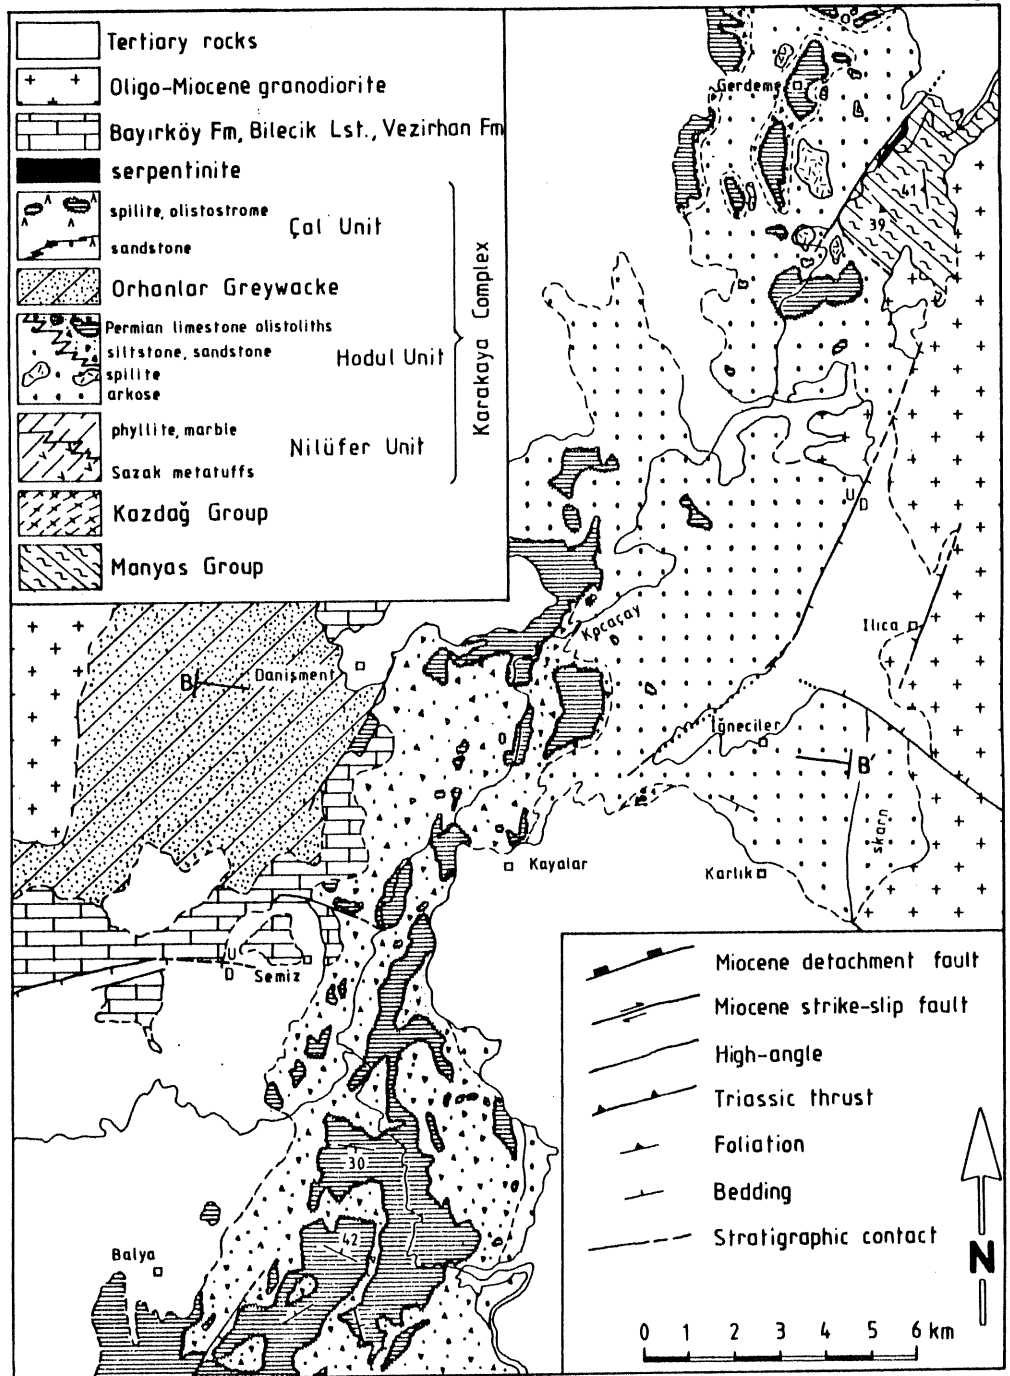 Tertiary rocks
Oligo-Miocene granodiorite
Bayırköy Fm, Bilecik Lst., Vezirhan Fm
serpentinite
spilite, olistostrome
sandstone
Çal Unit
Orhanlar Greywacke
Permian limestone olistoliths
siltstone, sandstone
spilite
arkose
Hodul Unit
phyllite, marble
Sazak metatuffs
Nilüfer Unit
Karakaya Complex
Kazdağ Group
Manyas Group
Gerdeme
41
39
U
D
Ilıca
Kocaçay
B
Danişment
İğneciler
B'
skarn
Kayalar
Karlık
U
D
Semiz
30
42
Balya
Miocene detachment fault
Miocene strike-slip fault
High-angle
Triassic thrust
Foliation
Bedding
Stratigraphic contact
N
0 1 2 3 4 5 6 km